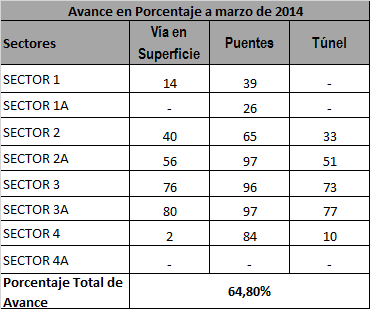 Avance en Porcentaje a marzo de 2014
Sectores Vía en Superficie Puentes Túnel
SECTOR 1 14 39 -
SECTOR 1A - 26 -
SECTOR 2 40 65 33
SECTOR 2A 56 97 51
SECTOR 3 76 96 73
SECTOR 3A 80 97 77
SECTOR 4 2 84 10
SECTOR 4A - - -
Porcentaje Total de Avance 64,80%